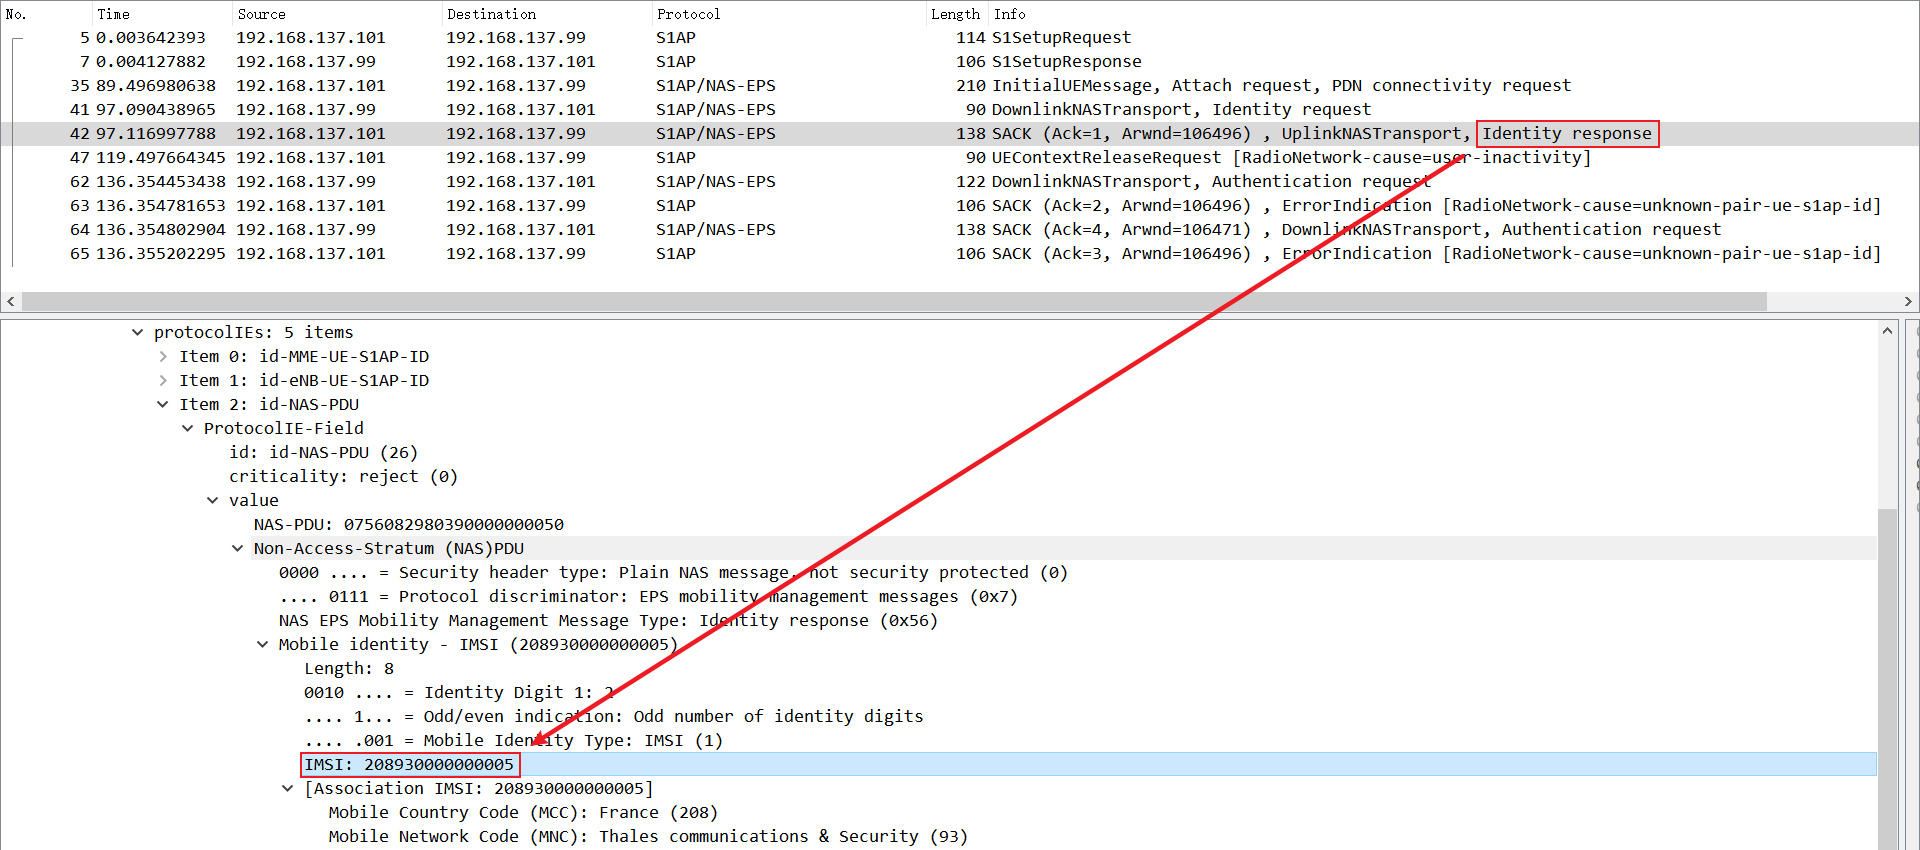 No. Time Source Destination Protocol Length Info
5 0.003642393 192.168.137.101 192.168.137.99 S1AP 114 S1SetupRequest
7 0.004127882 192.168.137.99 192.168.137.101 S1AP 106 S1SetupResponse
35 89.496980638 192.168.137.101 192.168.137.99 S1AP/NAS-EPS 210 InitialUEMessage, Attach request, PDN connectivity request
41 97.090438965 192.168.137.99 192.168.137.101 S1AP/NAS-EPS 90 DownlinkNASTransport, Identity request
42 97.116997788 192.168.137.101 192.168.137.99 S1AP/NAS-EPS 138 SACK (Ack=1, Arwnd=106496) , UplinkNASTransport, Identity response
47 119.497664345 192.168.137.101 192.168.137.99 S1AP 90 UEContextReleaseRequest [RadioNetwork-cause=user-inactivity]
62 136.354453438 192.168.137.99 192.168.137.101 S1AP/NAS-EPS 122 DownlinkNASTransport, Authentication request
63 136.354781653 192.168.137.101 192.168.137.99 S1AP 106 SACK (Ack=2, Arwnd=106496) , ErrorIndication [RadioNetwork-cause=unknown-pair-ue-s1ap-id]
64 136.354802904 192.168.137.99 192.168.137.101 S1AP/NAS-EPS 138 SACK (Ack=4, Arwnd=106471) , DownlinkNASTransport, Authentication request
65 136.355202295 192.168.137.101 192.168.137.99 S1AP 106 SACK (Ack=3, Arwnd=106496) , ErrorIndication [RadioNetwork-cause=unknown-pair-ue-s1ap-id]
protocolIEs: 5 items
Item 0: id-MME-UE-S1AP-ID
Item 1: id-eNB-UE-S1AP-ID
Item 2: id-NAS-PDU
ProtocolIE-Field
id: id-NAS-PDU (26)
criticality: reject (0)
value
NAS-PDU: 0756082980390000000050
Non-Access-Stratum (NAS)PDU
0000 .... = Security header type: Plain NAS message, not security protected (0)
.... 0111 = Protocol discriminator: EPS mobility management messages (0x7)
NAS EPS Mobility Management Message Type: Identity response (0x56)
Mobile identity - IMSI (208930000000005)
Length: 8
0010 .... = Identity Digit 1: 2
.... 1... = Odd/even indication: Odd number of identity digits
.... .001 = Mobile Identity Type: IMSI (1)
IMSI: 208930000000005
[Association IMSI: 208930000000005]
Mobile Country Code (MCC): France (208)
Mobile Network Code (MNC): Thales communications & Security (93)